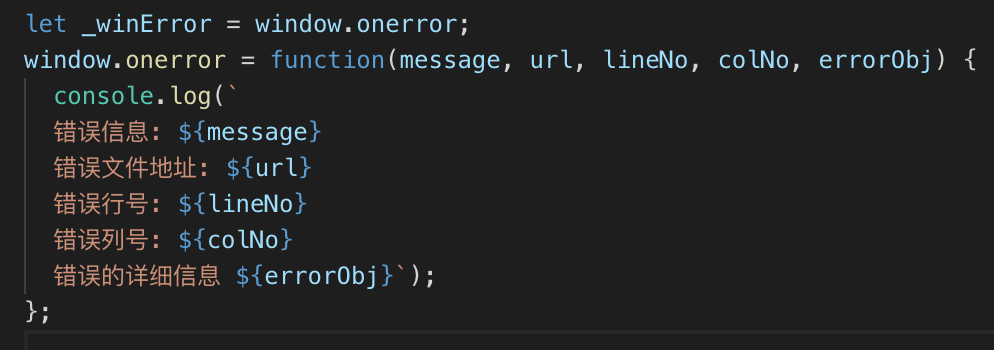 let _winError = window.onerror;
window.onerror = function(message, url, lineNo, colNo, errorObj) {
  console.log(`
  错误信息: ${message}
  错误文件地址: ${url}
  错误行号: ${lineNo}
  错误列号: ${colNo}
  错误的详细信息 ${errorObj}`);
};